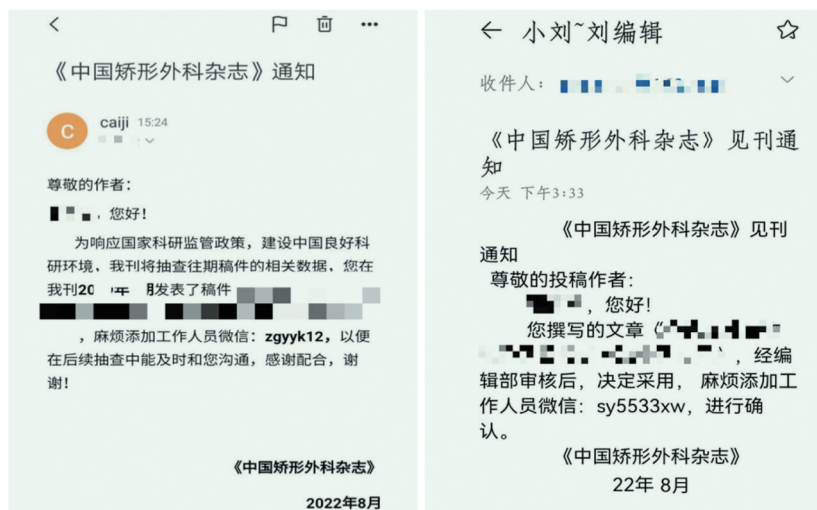 《中国矫形外科杂志》通知
C
caiji 15:24
尊敬的作者：
，您好！
为响应国家科研监管政策，建设中国良好科
研环境，我刊将抽查往期稿件的相关数据，您在
我刊20 年 月发表了稿件
，麻烦添加工作人员微信：zgyyk12，以便
在后续抽查中能及时和您沟通，感谢配合，谢
谢！
《中国矫形外科杂志》
2022年8月
小刘~刘编辑
收件人：
《中国矫形外科杂志》见刊通
知
今天 下午3:33
《中国矫形外科杂志》见刊
通知
尊敬的投稿作者：
，您好！
您撰写的文章《
》，经编
辑部审核后，决定采用， 麻烦添加工
作人员微信：sy5533xw，进行确
认。
《中国矫形外科杂志》
22年 8月